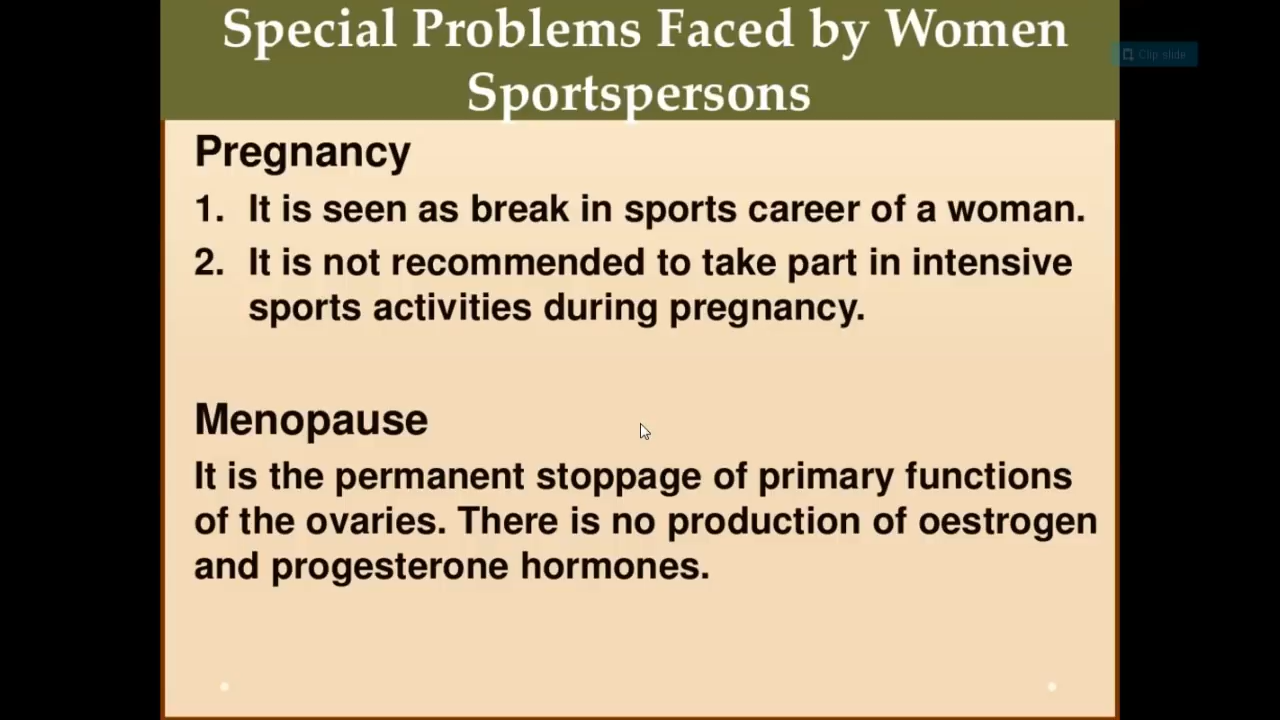 Special Problems Faced by Women
Sportspersons
Clip slide
Pregnancy
1. It is seen as break in sports career of a woman.
2. It is not recommended to take part in intensive
sports activities during pregnancy.
Menopause
It is the permanent stoppage of primary functions
of the ovaries. There is no production of oestrogen
and progesterone hormones.